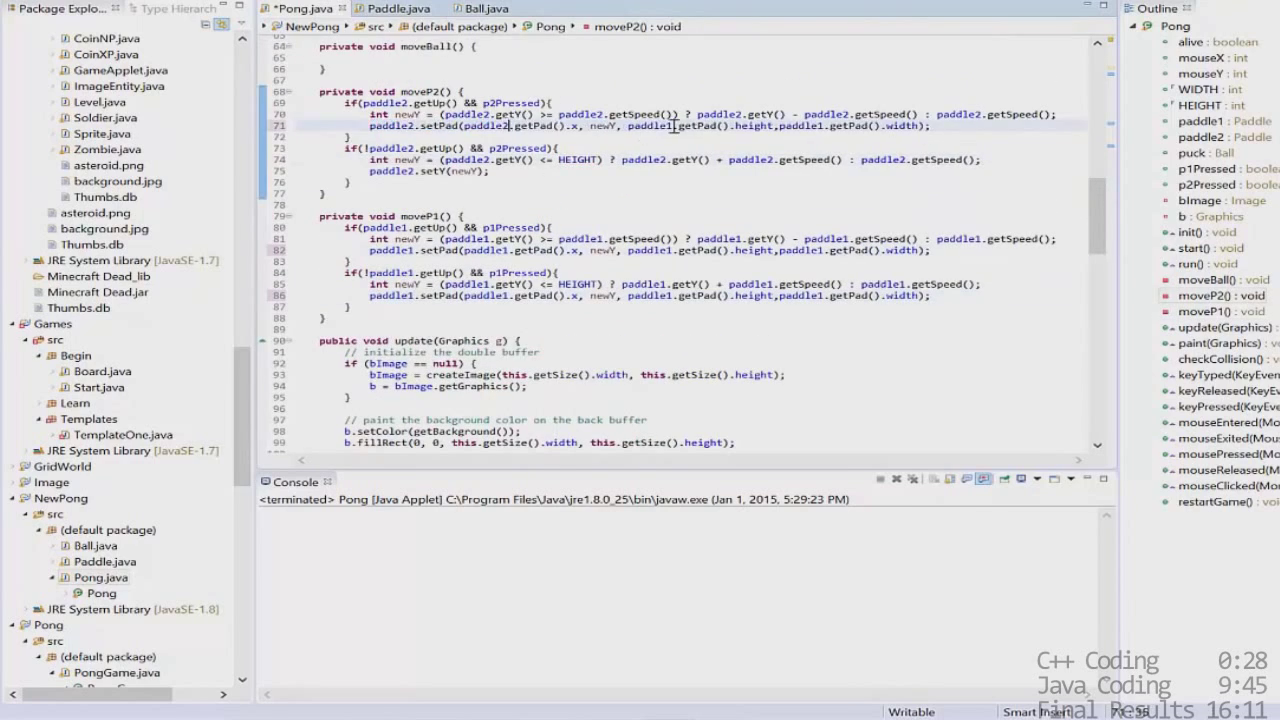 Package Explo...
Type Hierarch
CoinNP.java
CoinXP.java
GameApplet.java
ImageEntity.java
Level.java
Soldier.java
Sprite.java
Zombie.java
asteroid.png
background.jpg
Thumbs.db
asteroid.png
background.jpg
Thumbs.db
JRE System Library [JavaSE-1.7]
Minecraft Dead_lib
Minecraft Dead.jar
Thumbs.db
Games
src
Begin
Board.java
Start.java
Learn
Templates
TemplateOne.java
JRE System Library [JavaSE-1.7]
GridWorld
Image
NewPong
src
(default package)
Ball.java
Paddle.java
Pong.java
Pong
JRE System Library [JavaSE-1.8]
Pong
src
(default package)
PongGame.java
*Pong.java
Paddle.java
Ball.java
NewPong src (default package) Pong moveP2() : void
64 private void moveBall() {
65
66 }
67
68 private void moveP2() {
69 if(paddle2.getUp() && p2Pressed){
70 int newY = (paddle2.getY() >= paddle2.getSpeed()) ? paddle2.getY() - paddle2.getSpeed() : paddle2.getSpeed();
71 paddle2.setPad(paddle2.getPad().x, newY, paddle1.getPad().height,paddle1.getPad().width);
72 }
73 if(!paddle2.getUp() && p2Pressed){
74 int newY = (paddle2.getY() <= HEIGHT) ? paddle2.getY() + paddle2.getSpeed() : paddle2.getSpeed();
75 paddle2.setY(newY);
76 }
77 }
78
79 private void moveP1() {
80 if(paddle1.getUp() && p1Pressed){
81 int newY = (paddle1.getY() >= paddle1.getSpeed()) ? paddle1.getY() - paddle1.getSpeed() : paddle1.getSpeed();
82 paddle1.setPad(paddle1.getPad().x, newY, paddle1.getPad().height,paddle1.getPad().width);
83 }
84 if(!paddle1.getUp() && p1Pressed){
85 int newY = (paddle1.getY() <= HEIGHT) ? paddle1.getY() + paddle1.getSpeed() : paddle1.getSpeed();
86 paddle1.setPad(paddle1.getPad().x, newY, paddle1.getPad().height,paddle1.getPad().width);
87 }
88 }
89
90 public void update(Graphics g) {
91 // initialize the double buffer
92 if (bImage == null) {
93 bImage = createImage(this.getSize().width, this.getSize().height);
94 b = bImage.getGraphics();
95 }
96
97 // paint the background color on the back buffer
98 b.setColor(getBackground());
99 b.fillRect(0, 0, this.getSize().width, this.getSize().height);
Console
<terminated> Pong [Java Applet] C:\Program Files\Java\jre1.8.0_25\bin\javaw.exe (Jan 1, 2015, 5:29:23 PM)
Outline
Pong
alive : boolean
mouseX : int
mouseY : int
WIDTH : int
HEIGHT : int
paddle1 : Paddle
paddle2 : Paddle
puck : Ball
p1Pressed : boolean
p2Pressed : boolean
bImage : Image
b : Graphics
init() : void
start() : void
run() : void
moveBall() : void
moveP2() : void
moveP1() : void
update(Graphics) : void
paint(Graphics) : void
checkCollision() : void
keyTyped(KeyEvent
keyReleased(KeyEv
keyPressed(KeyEve
mouseEntered(Mou
mouseExited(Mous
mousePressed(Mou
mouseReleased(Mo
mouseClicked(Mou
restartGame() : void
C++ Coding 0:28
Java Coding 9:45
Final Results 16:11
Writable
Smart Insert